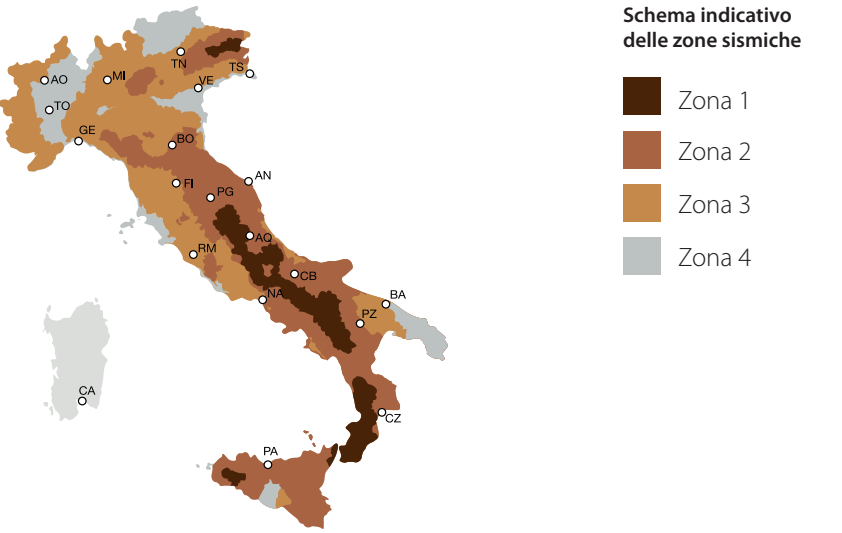 Schema indicativo
delle zone sismiche
Zona 1
Zona 2
Zona 3
Zona 4
TN
TS
AO
MI
VE
TO
GE
BO
FI
PG
AN
RM
AQ
CB
NA
BA
PZ
CA
CZ
PA